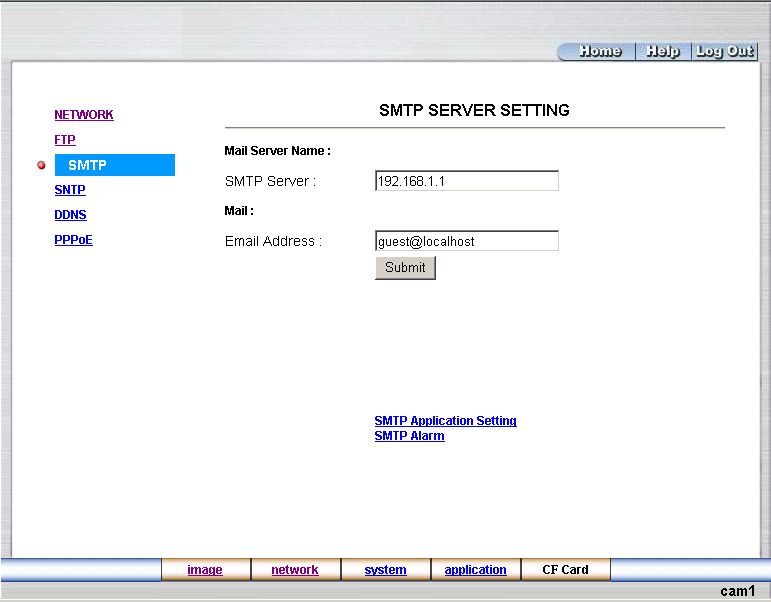 Home Help Log Out
SMTP SERVER SETTING
NETWORK
FTP
SMTP
SNTP
DDNS
PPPoE
Mail Server Name :
SMTP Server : 192.168.1.1
Mail :
Email Address : guest@localhost
Submit
SMTP Application Setting
SMTP Alarm
image network system application CF Card
cam1